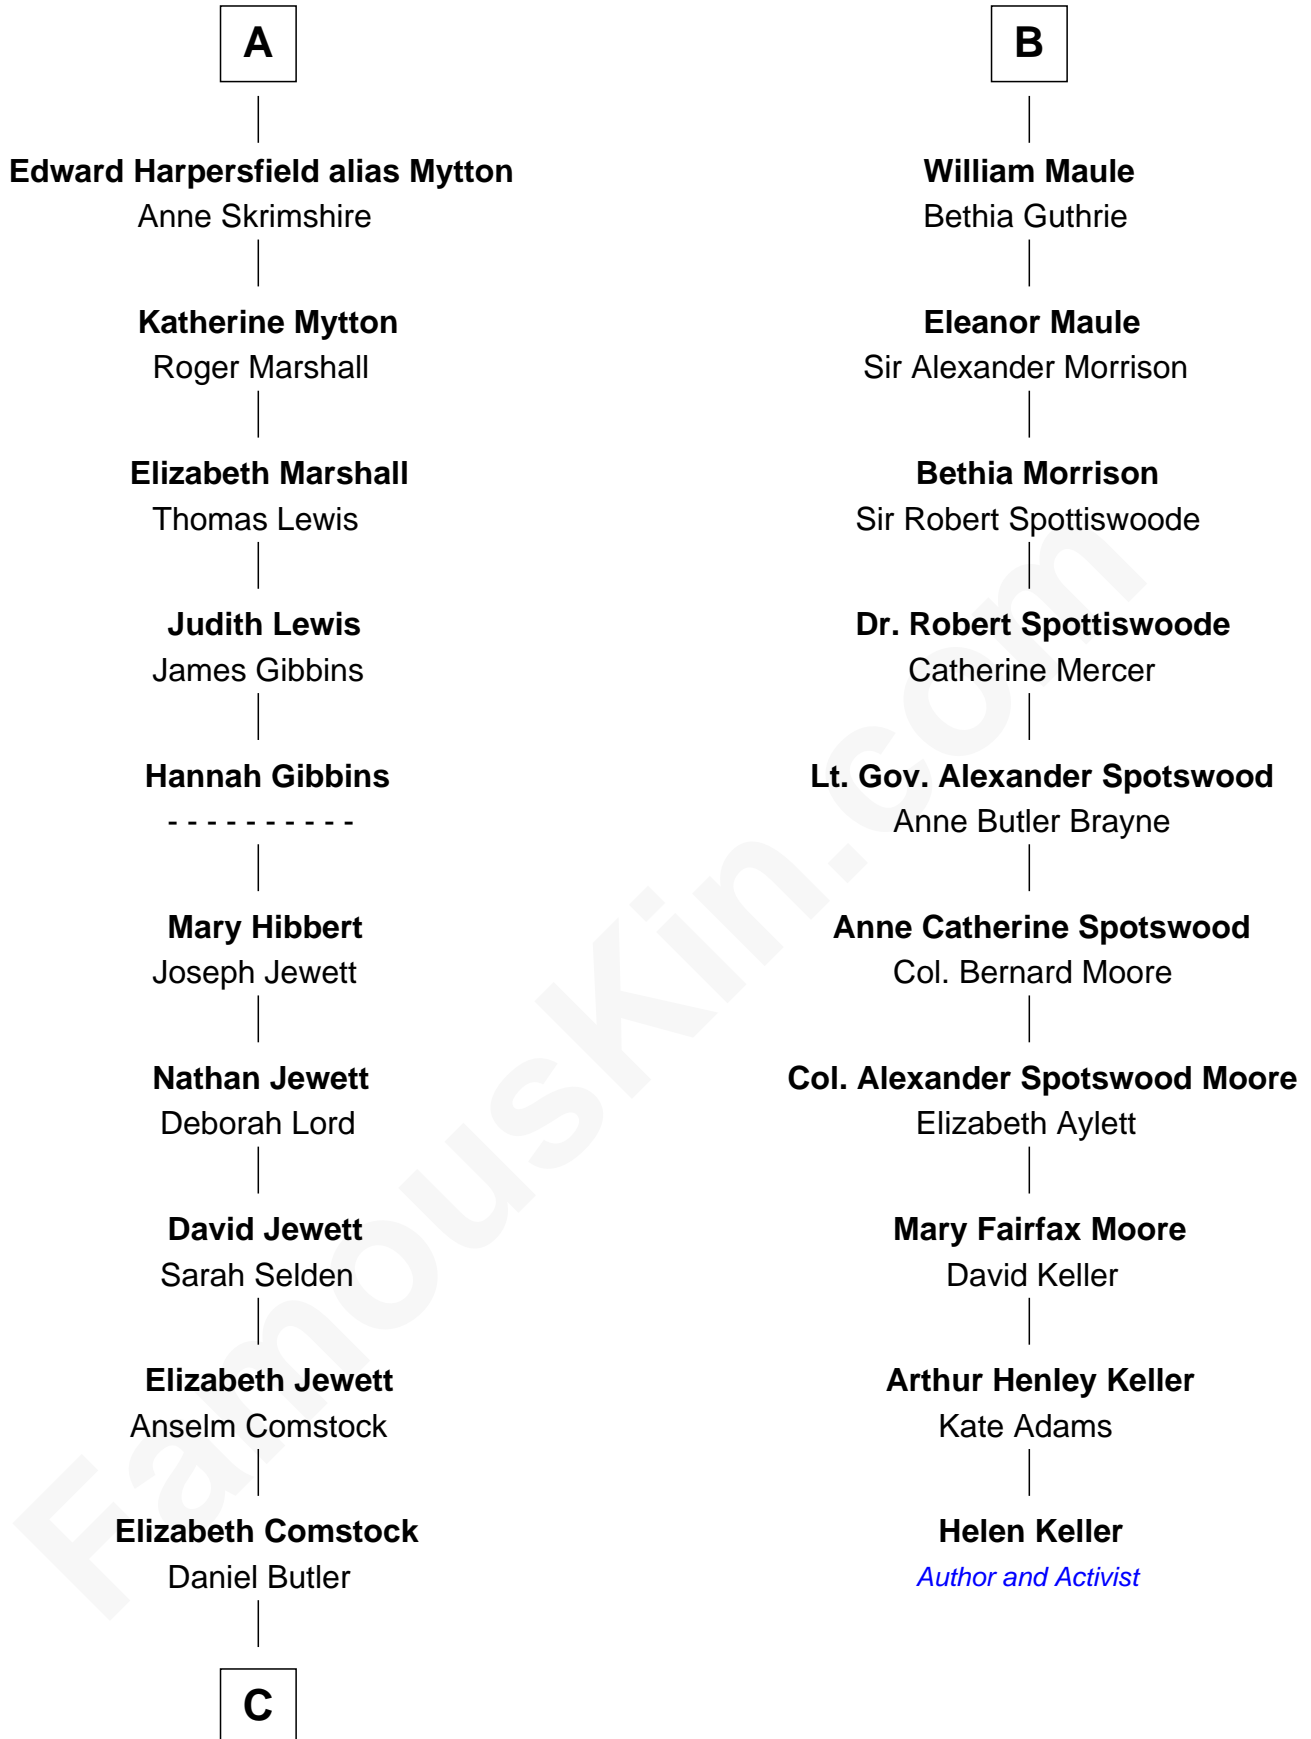 A
Edward Harpersfield alias Mytton
Anne Skrimshire
Katherine Mytton
Roger Marshall
Elizabeth Marshall
Thomas Lewis
Judith Lewis
James Gibbins
Hannah Gibbins
- - - - - - - - - -
Mary Hibbert
Joseph Jewett
Nathan Jewett
Deborah Lord
David Jewett
Sarah Selden
Elizabeth Jewett
Anselm Comstock
Elizabeth Comstock
Daniel Butler
C
B
William Maule
Bethia Guthrie
Eleanor Maule
Sir Alexander Morrison
Bethia Morrison
Sir Robert Spottiswoode
Dr. Robert Spottiswoode
Catherine Mercer
Lt. Gov. Alexander Spotswood
Anne Butler Brayne
Anne Catherine Spotswood
Col. Bernard Moore
Col. Alexander Spotswood Moore
Elizabeth Aylett
Mary Fairfax Moore
David Keller
Arthur Henley Keller
Kate Adams
Helen Keller
Author and Activist
FamousKin.com